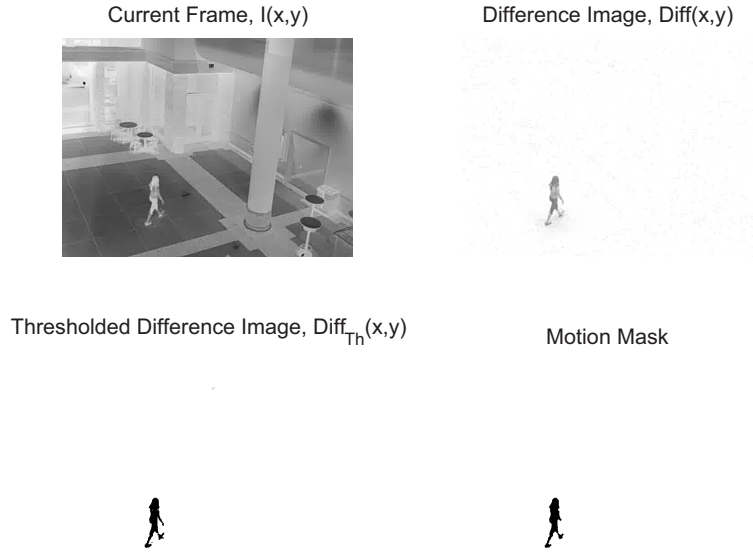 Current Frame, I(x,y)
Difference Image, Diff(x,y)
Thresholded Difference Image, Diff_Th(x,y)
Motion Mask